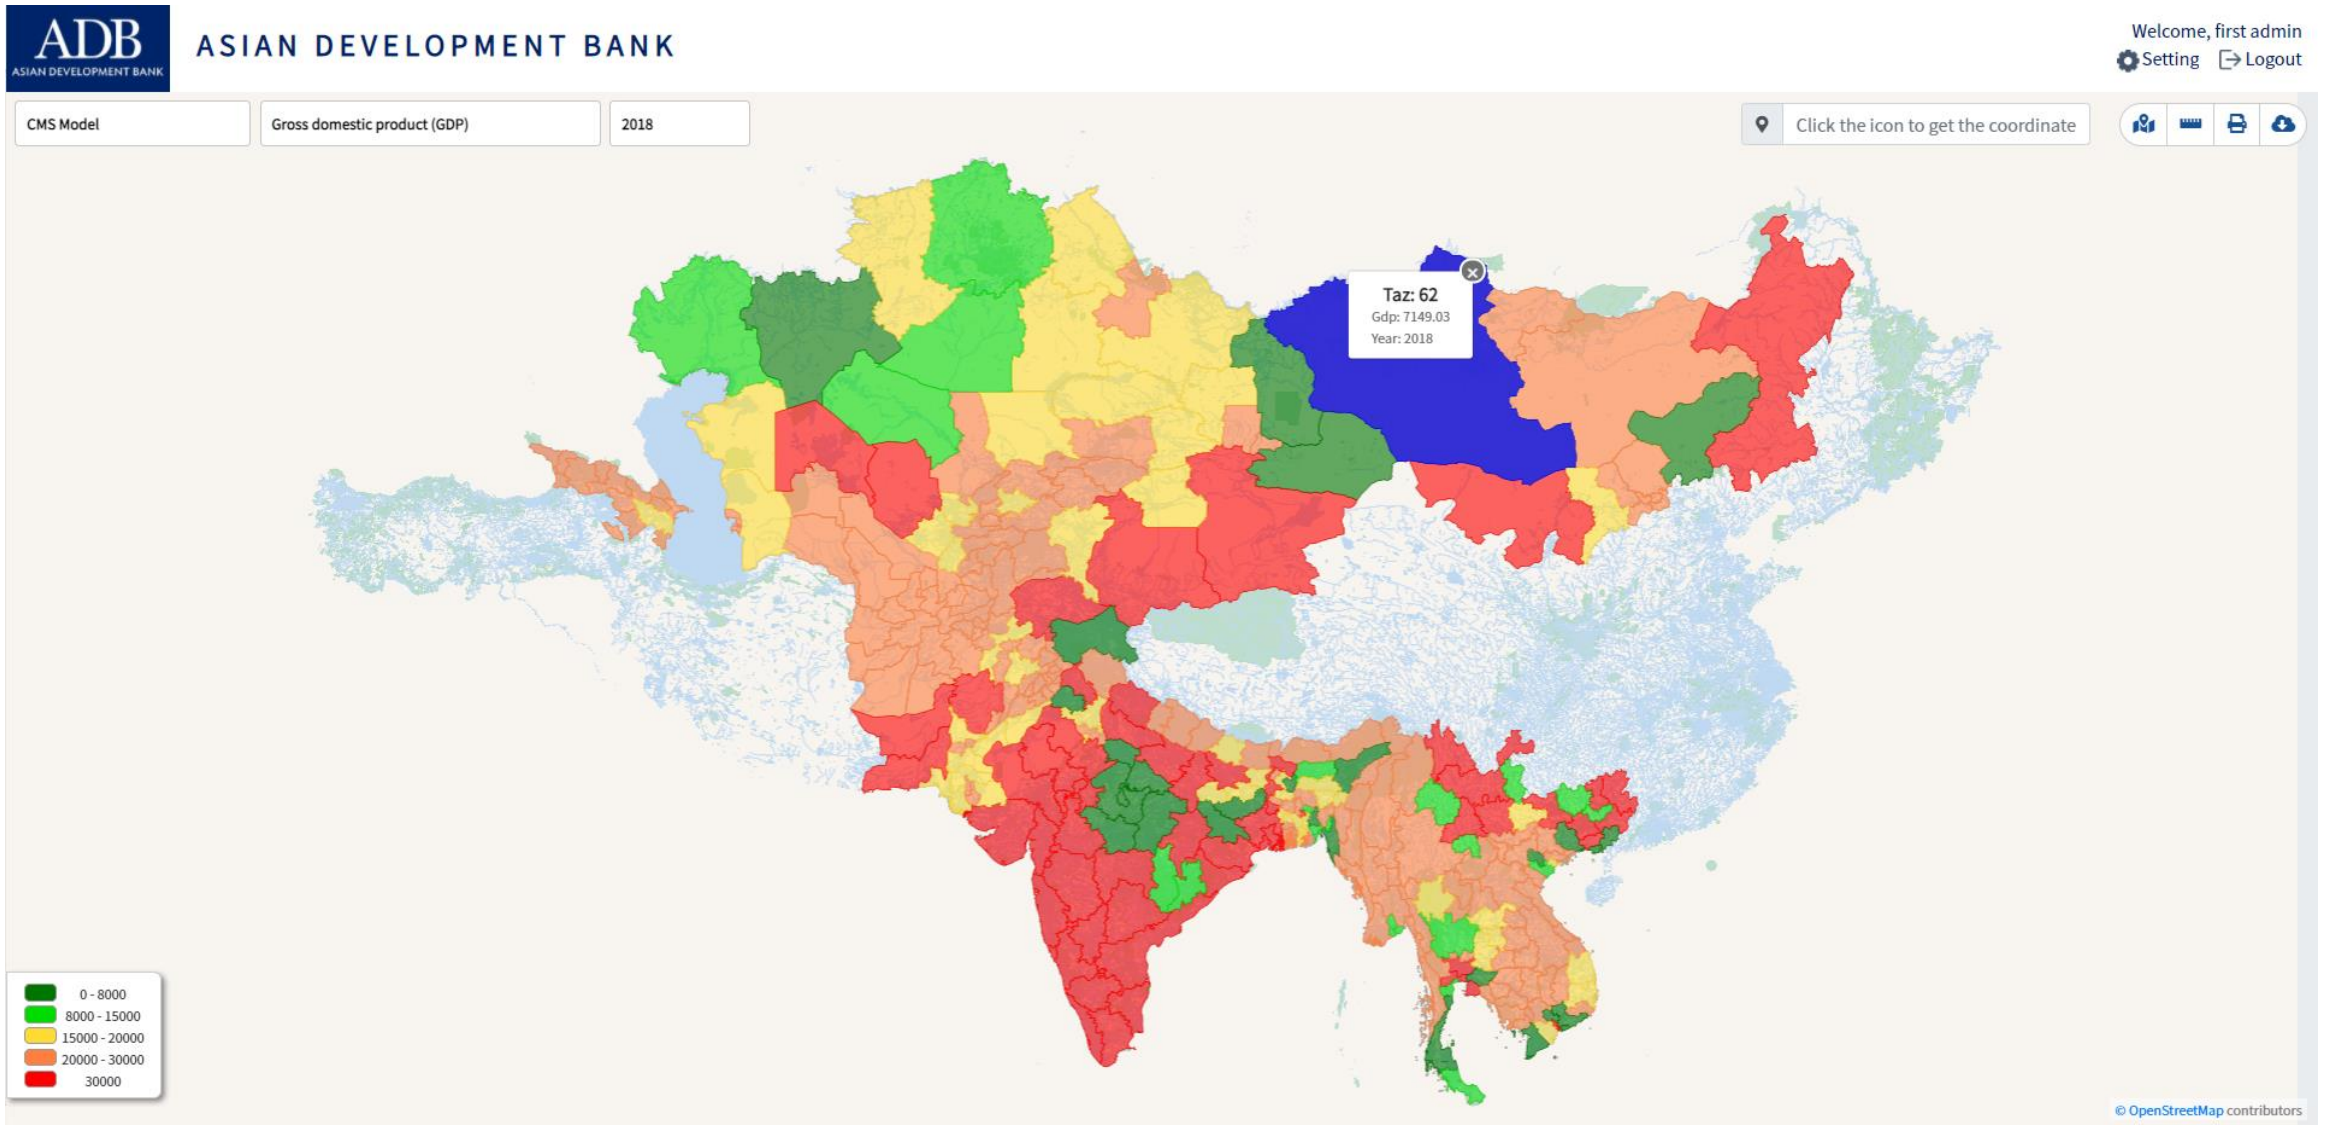 ADB
ASIAN DEVELOPMENT BANK
ASIAN DEVELOPMENT BANK
Welcome, first admin
Setting Logout
CMS Model
Gross domestic product (GDP)
2018
Click the icon to get the coordinate
Taz: 62
Gdp: 7149.03
Year: 2018
0 - 8000
8000 - 15000
15000 - 20000
20000 - 30000
30000
© OpenStreetMap contributors